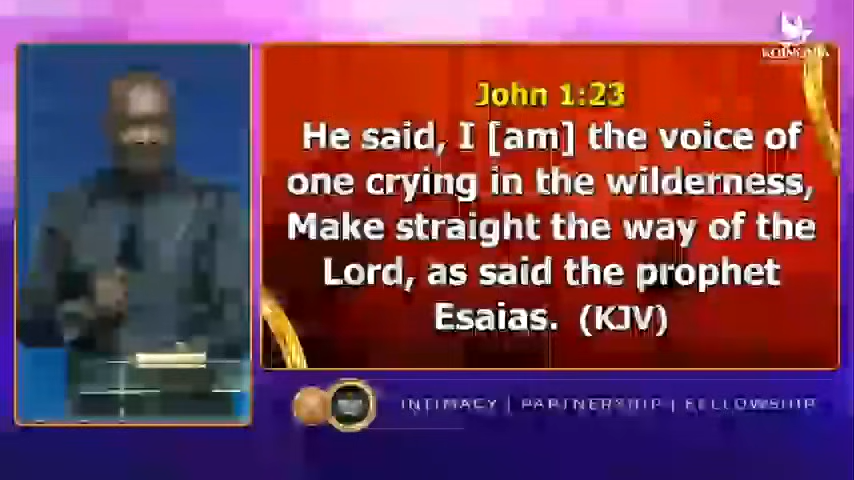 KOINONIA
John 1:23
He said, I [am] the voice of
one crying in the wilderness,
Make straight the way of the
Lord, as said the prophet
Esaias. (KJV)
INTIMACY | PARTNERSHIP | FELLOWSHIP